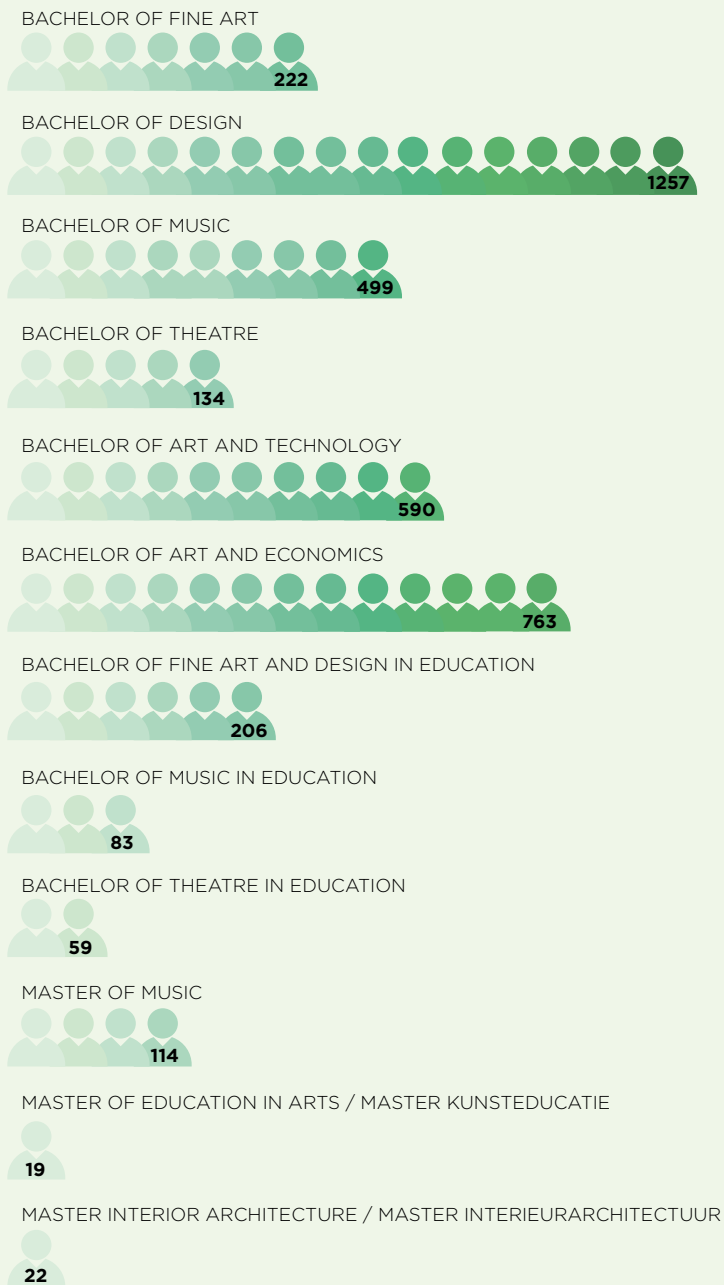 BACHELOR OF FINE ART
222
BACHELOR OF DESIGN
1257
BACHELOR OF MUSIC
499
BACHELOR OF THEATRE
134
BACHELOR OF ART AND TECHNOLOGY
590
BACHELOR OF ART AND ECONOMICS
763
BACHELOR OF FINE ART AND DESIGN IN EDUCATION
206
BACHELOR OF MUSIC IN EDUCATION
83
BACHELOR OF THEATRE IN EDUCATION
59
MASTER OF MUSIC
114
MASTER OF EDUCATION IN ARTS / MASTER KUNSTEDUCATIE
19
MASTER INTERIOR ARCHITECTURE / MASTER INTERIEURARCHITECTUUR
22